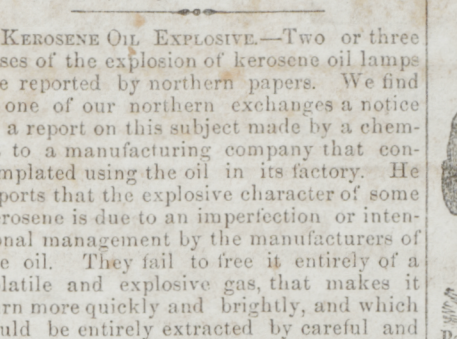 KEROSENE OIL EXPLOSIVE.—Two or three
ses of the explosion of kerosene oil lamps
e reported by northern papers. We find
one of our northern exchanges a notice
a report on this subject made by a chem-
to a manufacturing company that con-
mplated using the oil in its factory. He
ports that the explosive character of some
erosene is due to an imperfection or inten-
onal management by the manufacturers of
e oil. They fail to free it entirely of a
latile and explosive gas, that makes it
rn more quickly and brightly, and which
uld be entirely extracted by careful and